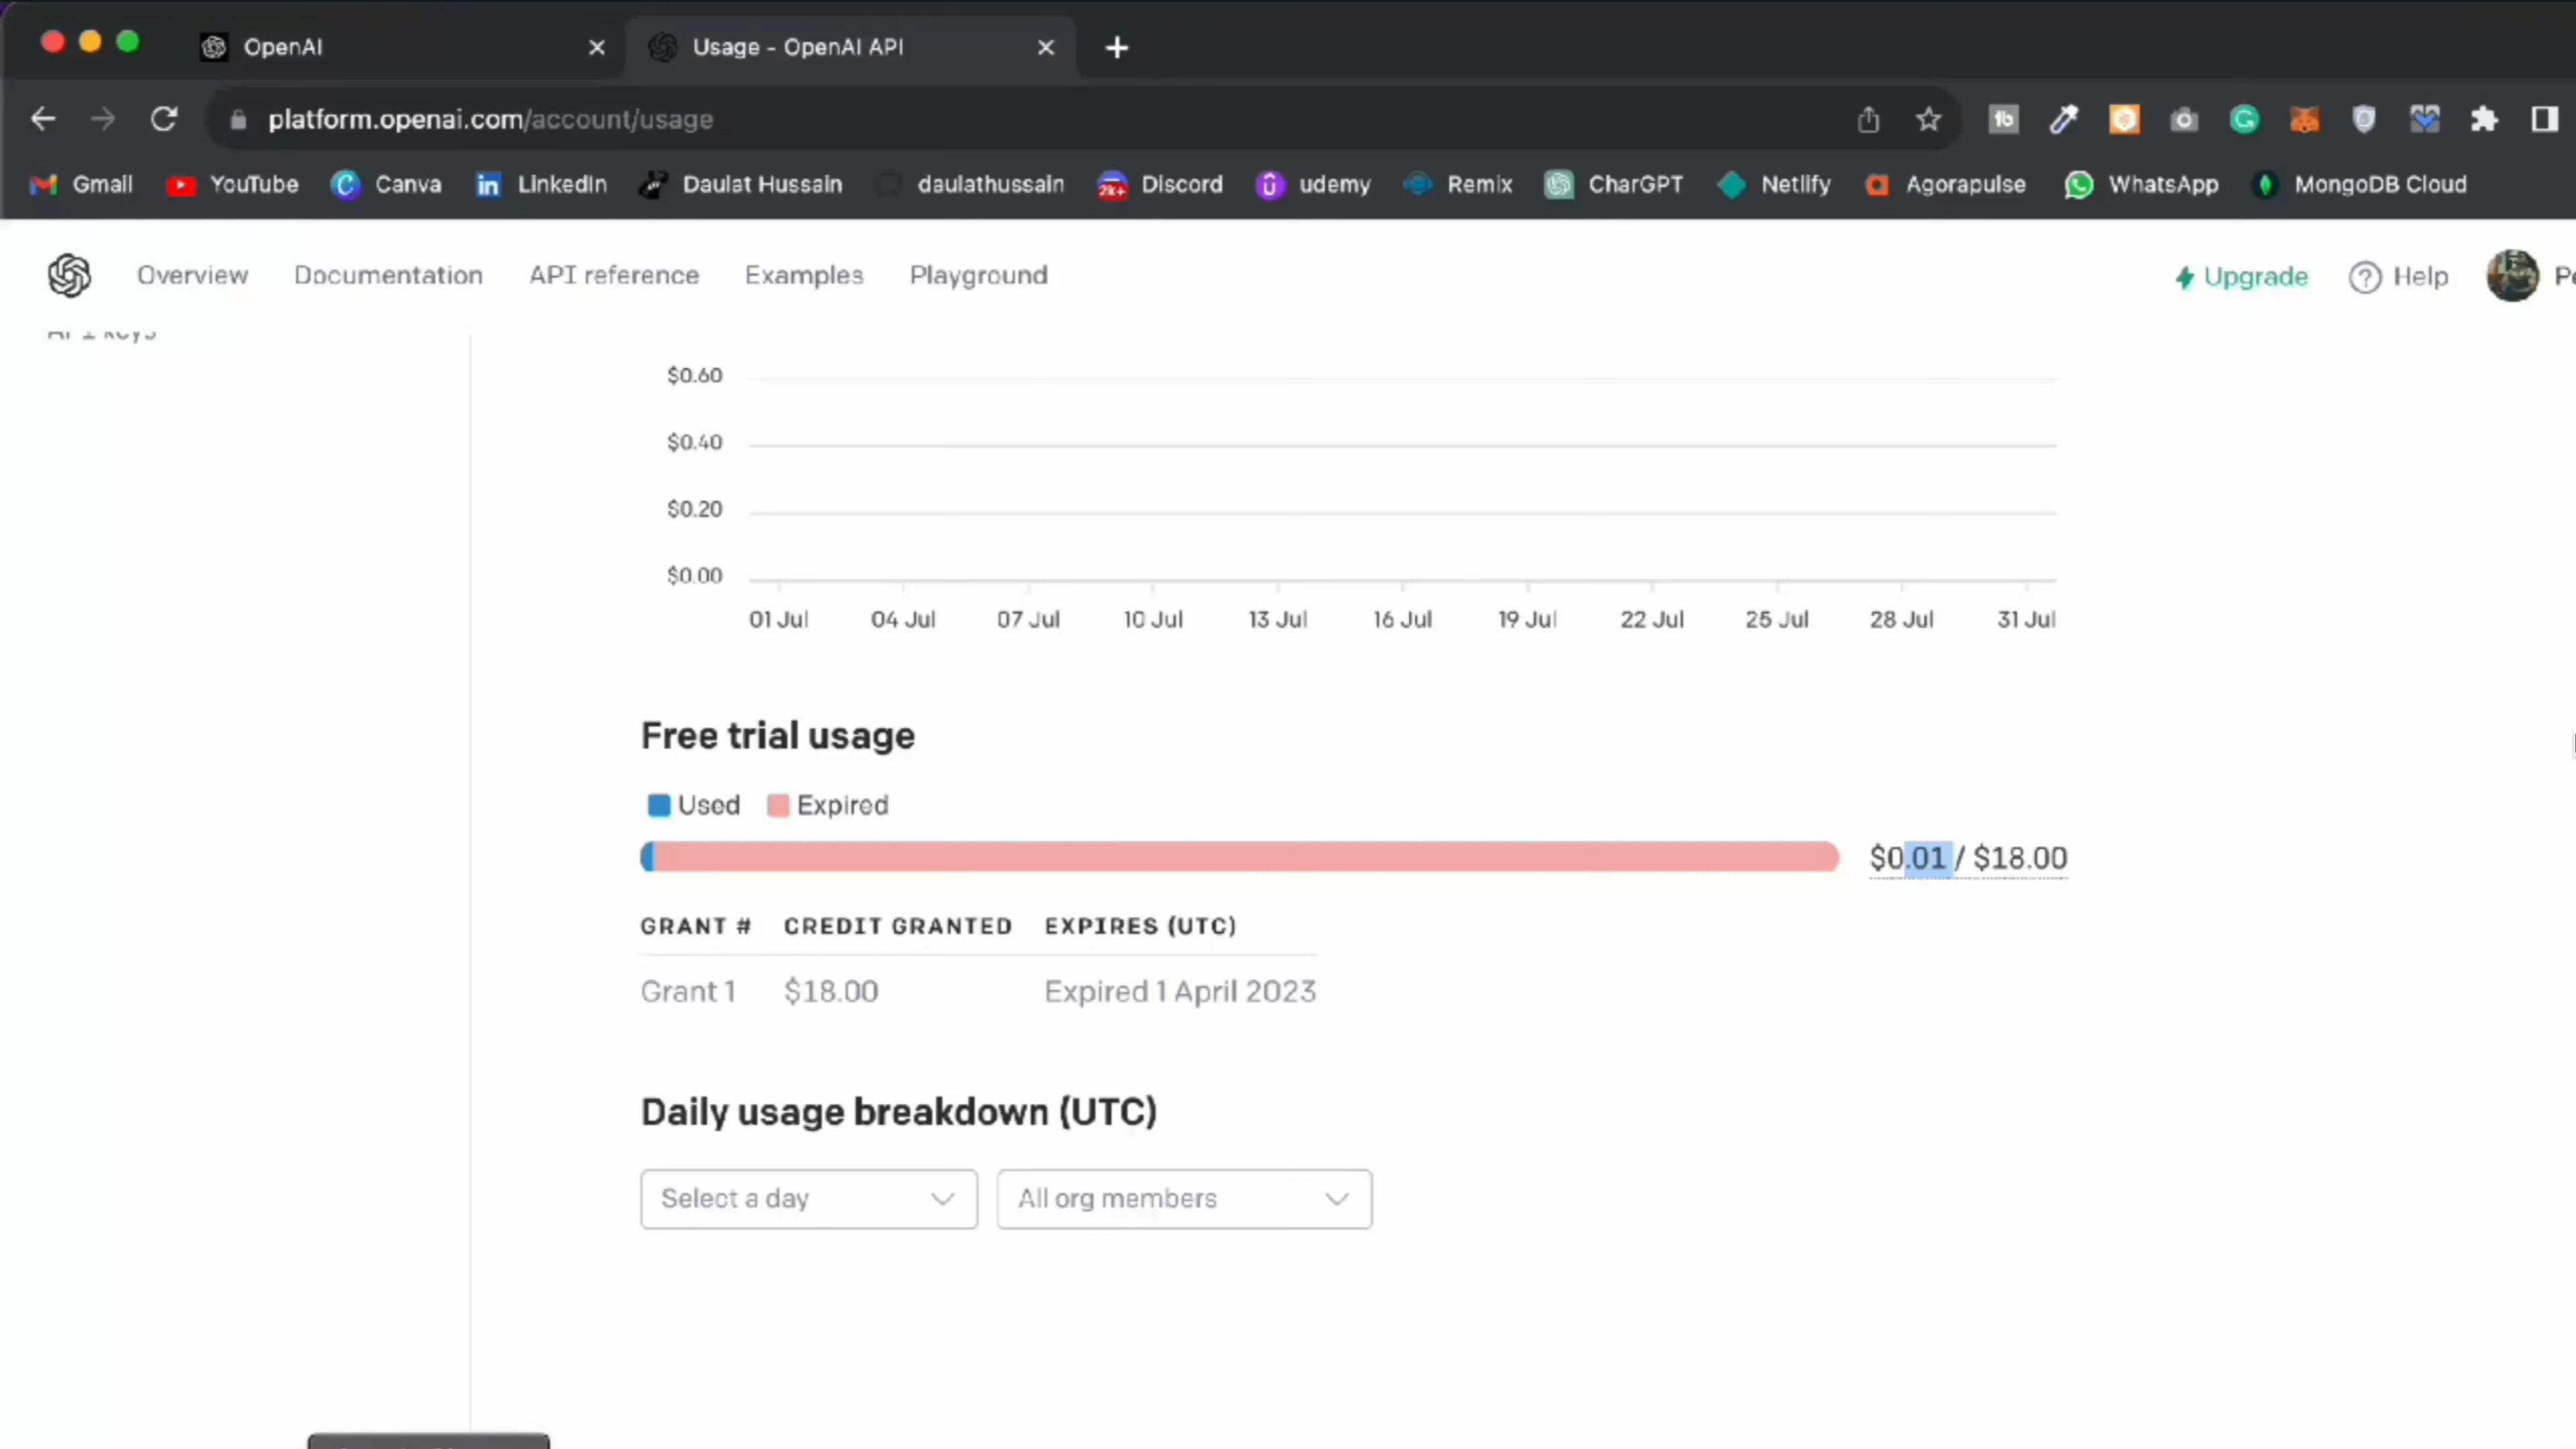 OpenAI
Usage - OpenAI API
platform.openai.com/account/usage
Gmail YouTube Canva LinkedIn Daulat Hussain daulathussain Discord udemy Remix CharGPT Netlify Agorapulse WhatsApp MongoDB Cloud
Overview Documentation API reference Examples Playground Upgrade Help
API keys
$0.60
$0.40
$0.20
$0.00
01 Jul 04 Jul 07 Jul 10 Jul 13 Jul 16 Jul 19 Jul 22 Jul 25 Jul 28 Jul 31 Jul
Free trial usage
Used Expired
$0.01 / $18.00
GRANT # CREDIT GRANTED EXPIRES (UTC)
Grant 1 $18.00 Expired 1 April 2023
Daily usage breakdown (UTC)
Select a day All org members